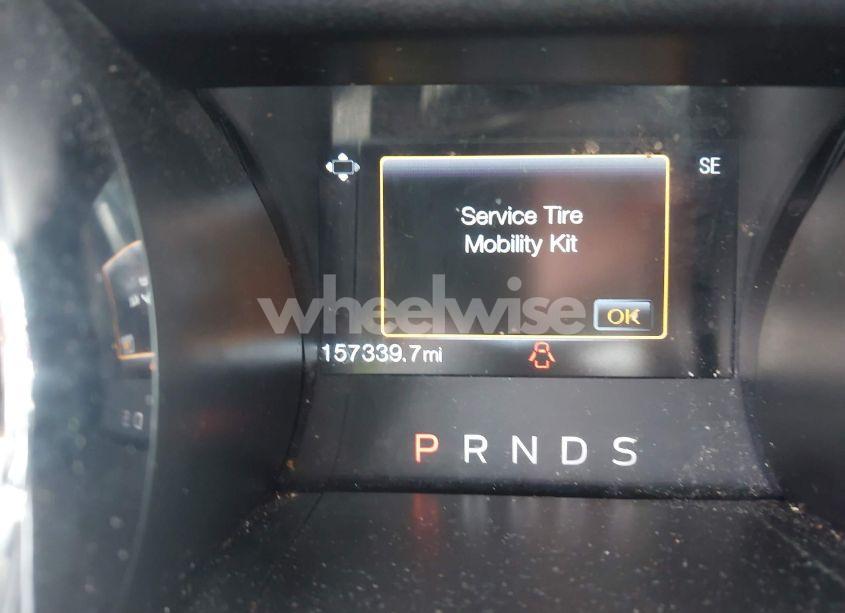 SE
Service Tire
Mobility Kit
wheelwise
OK
157339.7mi
P R N D S